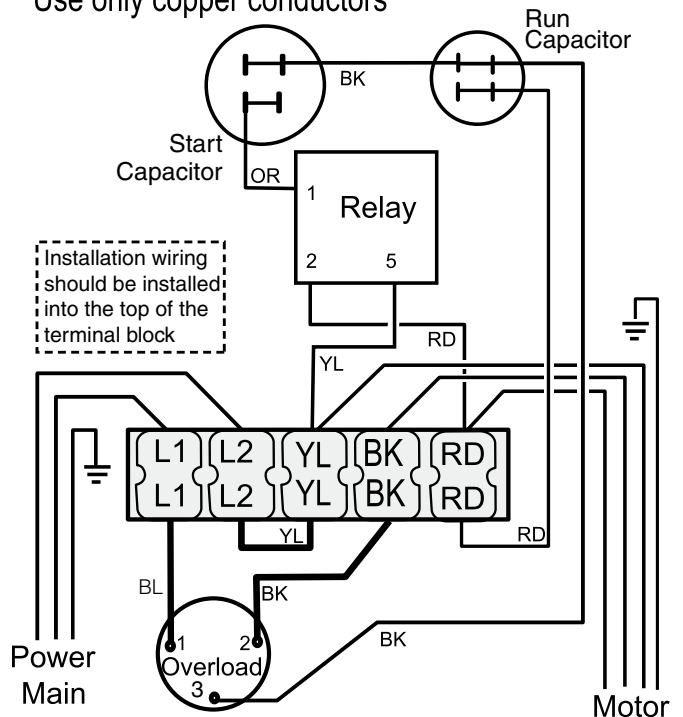 Use only copper conductors
Run
Capacitor
BK
Start
Capacitor
OR
1
Relay
2 5
Installation wiring
should be installed
into the top of the
terminal block
RD
YL
L1 L2 YL BK RD
L1 L2 YL BK RD
YL
RD
BL
BK
1 2
Overload
3
BK
Power
Main
Motor